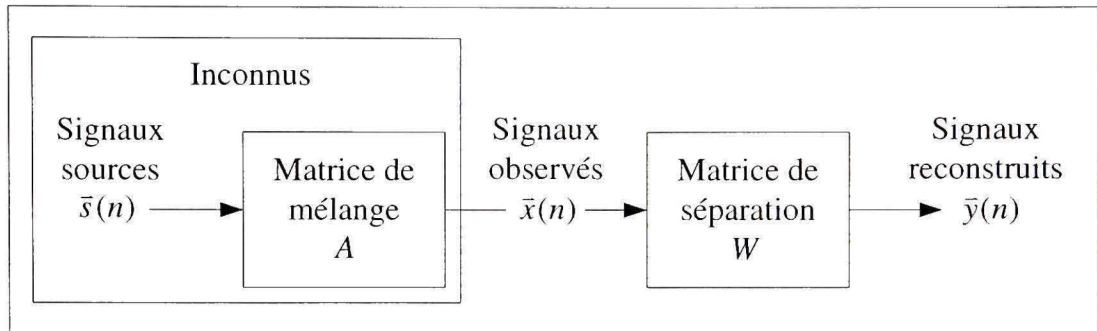 Inconnus
Signaux
sources
s̄(n)
Matrice de
mélange
A
Signaux
observés
x̄(n)
Matrice de
séparation
W
Signaux
reconstruits
ȳ(n)